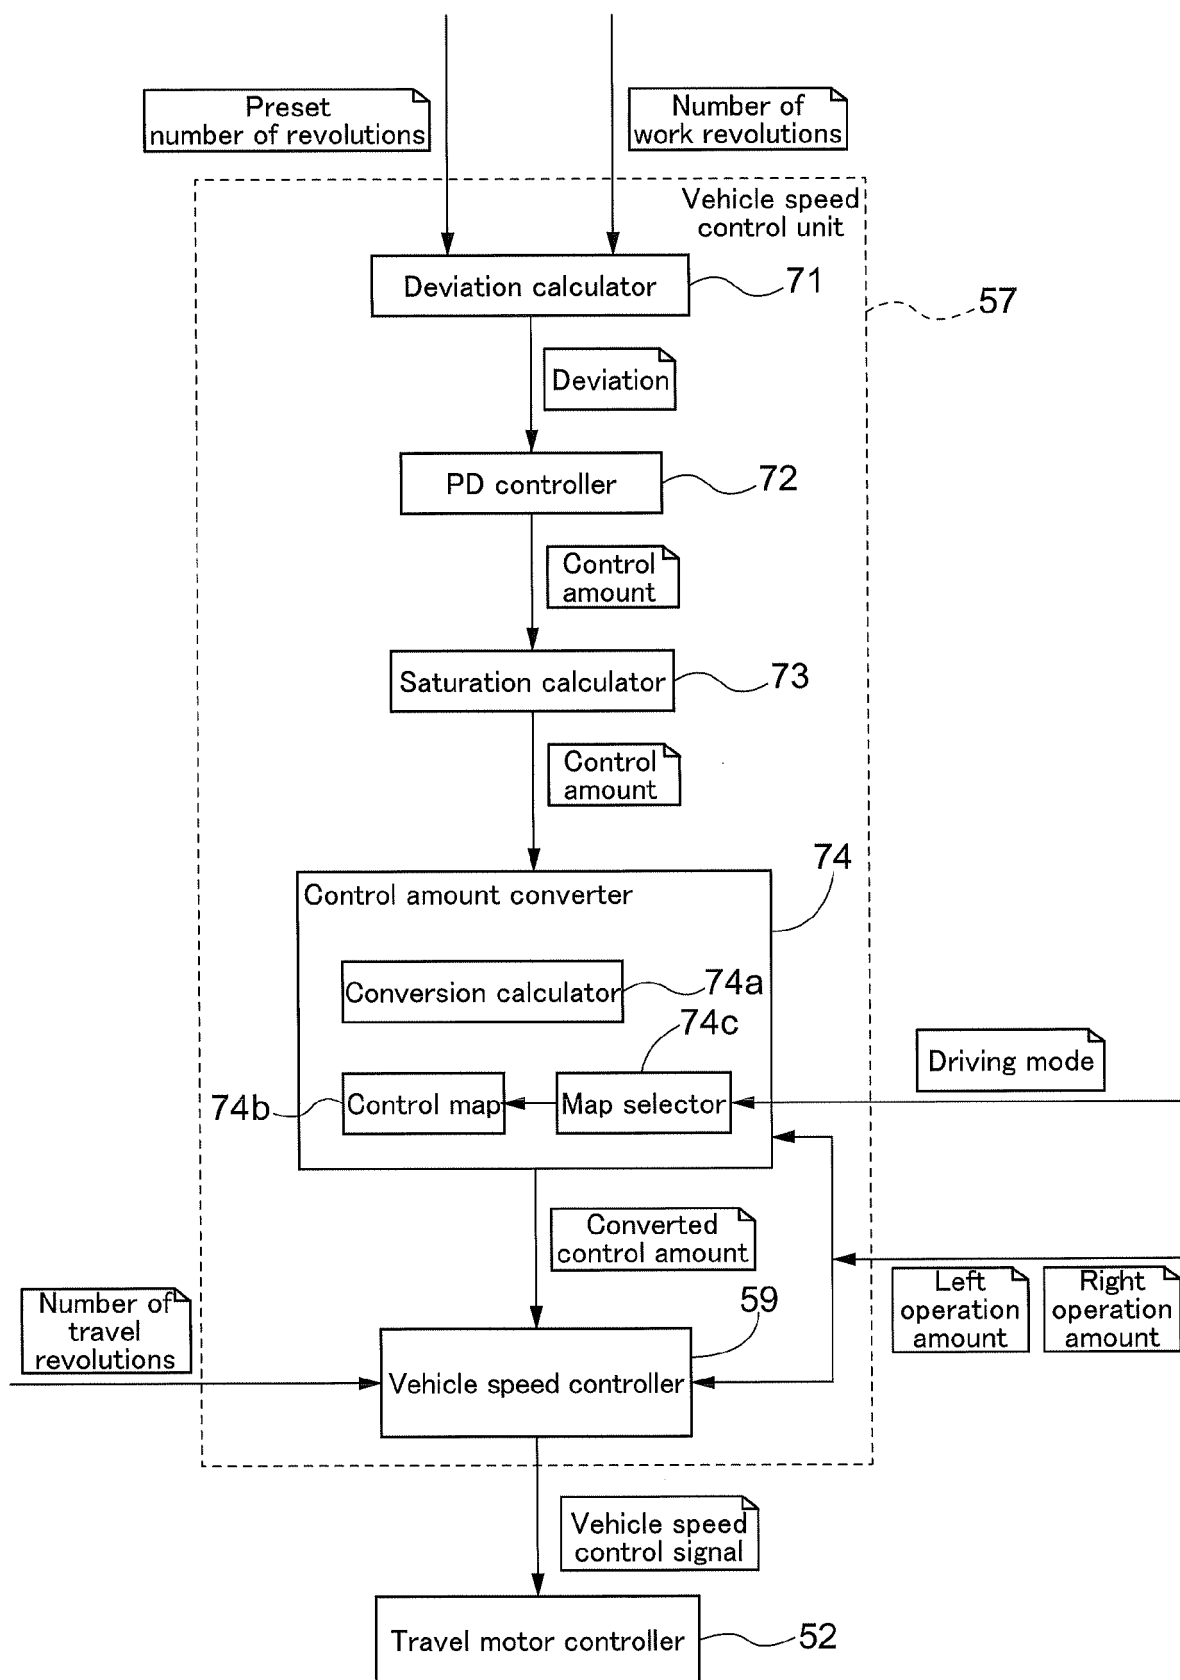 Preset
number of revolutions
Number of
work revolutions
Vehicle speed
control unit
Deviation calculator
71
57
Deviation
PD controller
72
Control
amount
Saturation calculator
73
Control
amount
74
Control amount converter
Conversion calculator
74a
74c
Driving mode
74b
Control map
Map selector
Converted
control amount
Left
operation
amount
Right
operation
amount
Number of
travel
revolutions
59
Vehicle speed controller
Vehicle speed
control signal
Travel motor controller
52